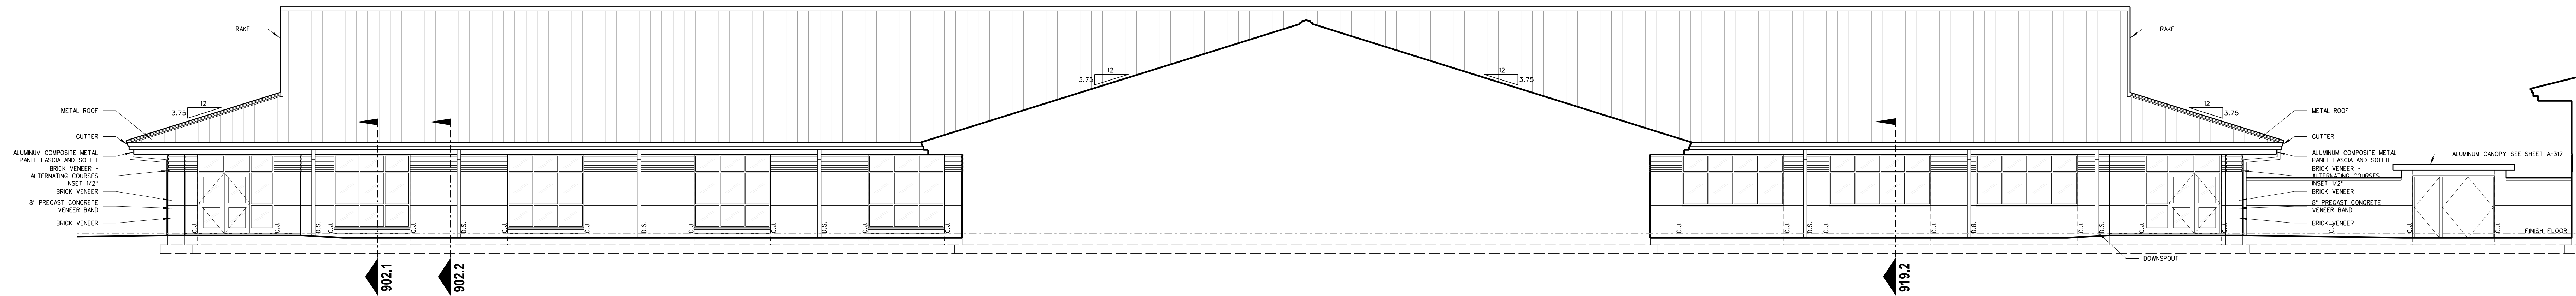 RAKE
3.75
12
METAL ROOF
GUTTER
ALUMINUM COMPOSITE METAL
PANEL FASCIA AND SOFFIT
BRICK VENEER -
ALTERNATING COURSES
INSET 1/2"
BRICK VENEER
8" PRECAST CONCRETE
VENEER BAND
BRICK VENEER
C.J.
C.J.
D.S.
C.J.
C.J.
D.S.
C.J.
C.J.
D.S.
C.J.
C.J.
D.S.
C.J.
C.J.
902.1
902.2
12
3.75
12
3.75
C.J.
C.J.
D.S.
C.J.
C.J.
D.S.
C.J.
D.S.
C.J.
C.J.
919.2
DOWNSPOUT
RAKE
12
3.75
METAL ROOF
GUTTER
ALUMINUM COMPOSITE METAL
PANEL FASCIA AND SOFFIT
BRICK VENEER -
ALTERNATING COURSES
INSET 1/2"
BRICK VENEER
8" PRECAST CONCRETE
VENEER BAND
BRICK VENEER
ALUMINUM CANOPY SEE SHEET A-317
C.J.
C.J.
C.J.
FINISH FLOOR